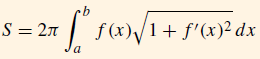 S = 2π ∫_a^b f(x)√(1 + f′(x)²) dx